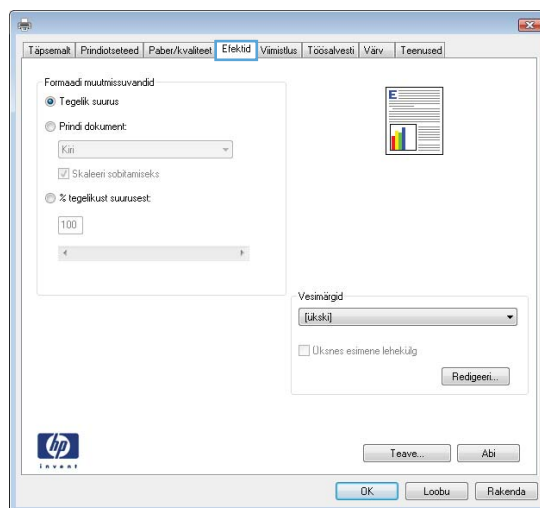 Täpsemalt Prindiotseteed Paber/kvaliteet Efektid Viimistlus Töösalvesti Värv Teenused
Formaadi muutmissuvandid
Tegelik suurus
Prindi dokument:
Kiri
Skaleeri sobitamiseks
% tegelikust suurusest:
100
E
Vesimärgid
[ükski]
Üksnes esimene lehekülg
Redigeeri...
hp
invent
Teave... Abi
OK Loobu Rakenda